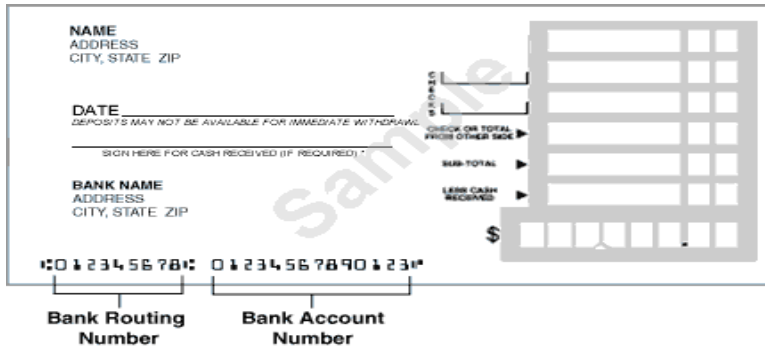 NAME
ADDRESS
CITY, STATE ZIP
DATE
DEPOSITS MAY NOT BE AVAILABLE FOR IMMEDIATE WITHDRAWL
SIGN HERE FOR CASH RECEIVED (IF REQUIRED) *
BANK NAME
ADDRESS
CITY, STATE ZIP
CHECKS
CHECK OR TOTAL
FROM OTHER SIDE
SUB-TOTAL
LESS CASH
RECEIVED
$
Sample
⑆012345678⑆ 01234567890123⑈
Bank Routing Number
Bank Account Number